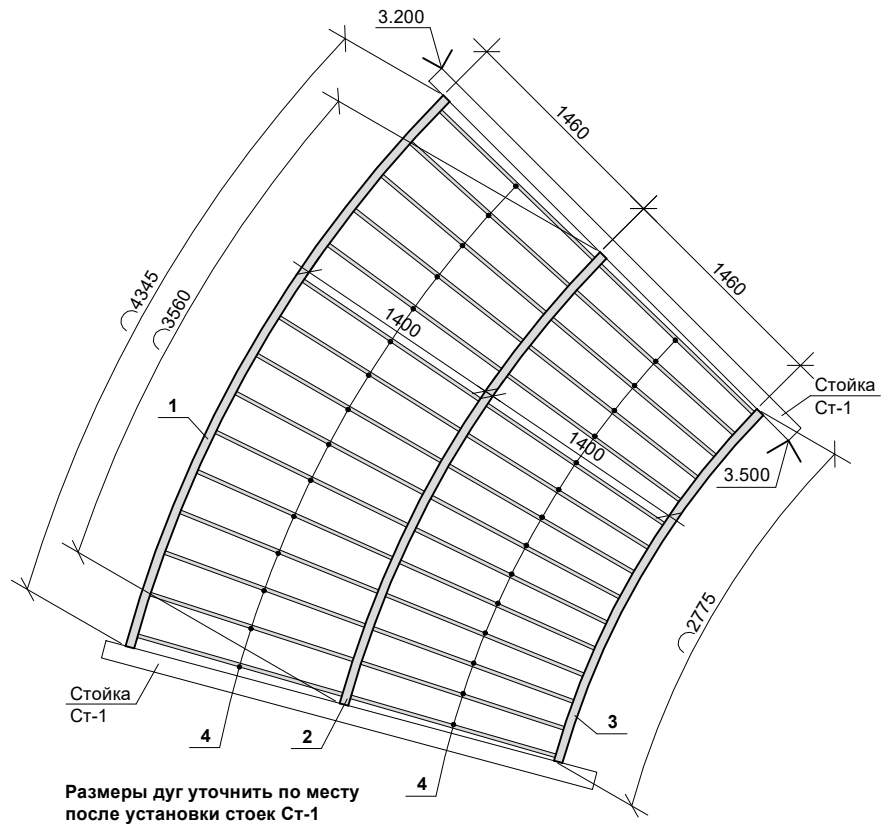 3.200
1460
1460
⌒4345
⌒3560
1400
1400
1
Стойка
Ст-1
3.500
⌒2775
Стойка
Ст-1
4
2
3
4
Размеры дуг уточнить по месту
после установки стоек Ст-1